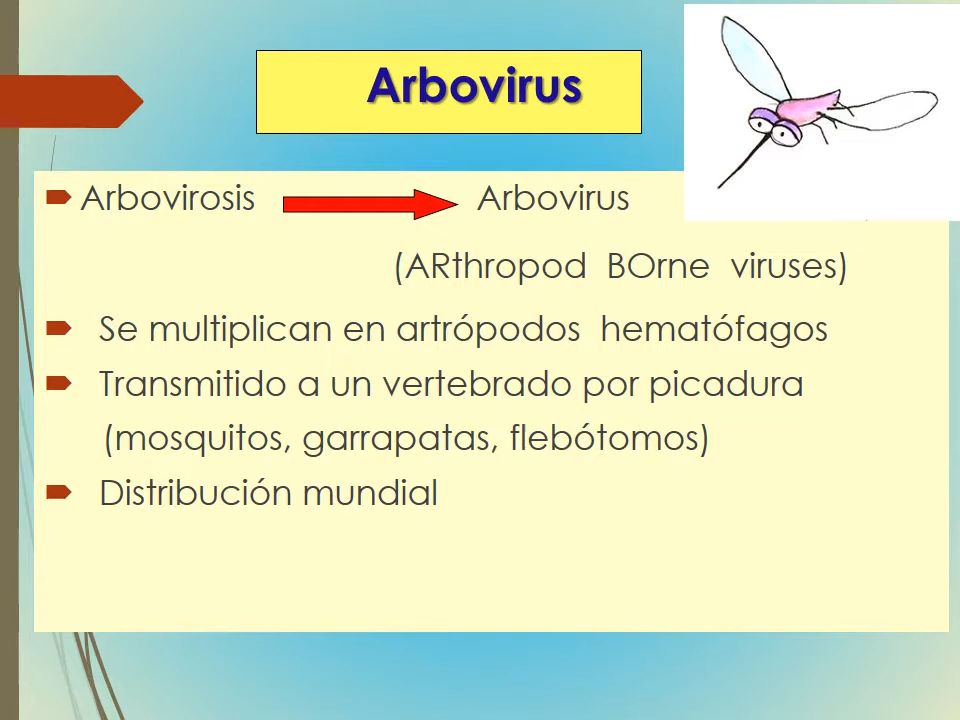 Arbovirus
Arbovirosis Arbovirus
(ARthropod BOrne viruses)
Se multiplican en artrópodos hematófagos
Transmitido a un vertebrado por picadura
(mosquitos, garrapatas, flebótomos)
Distribución mundial